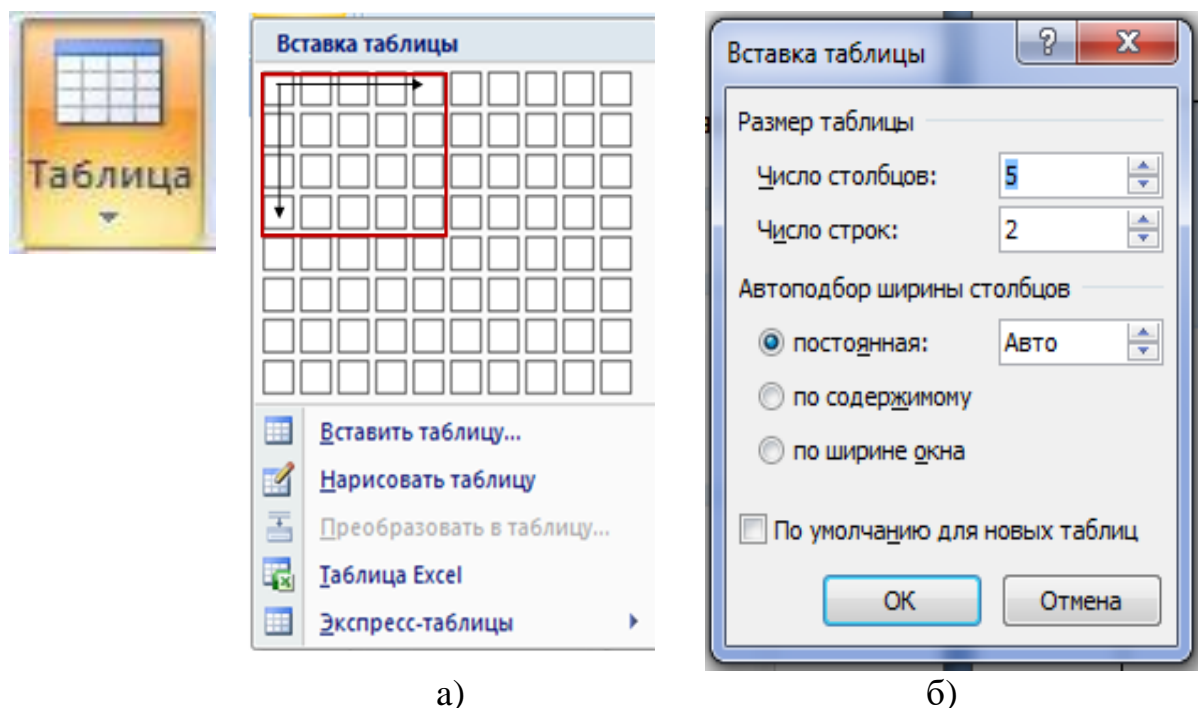 Таблица
Вставка таблицы
Вставить таблицу...
Нарисовать таблицу
Преобразовать в таблицу...
Таблица Excel
Экспресс-таблицы
а)
Вставка таблицы
?
X
Размер таблицы
Число столбцов:
5
Число строк:
2
Автоподбор ширины столбцов
постоянная:
Авто
по содержимому
по ширине окна
По умолчанию для новых таблиц
ОК
Отмена
б)